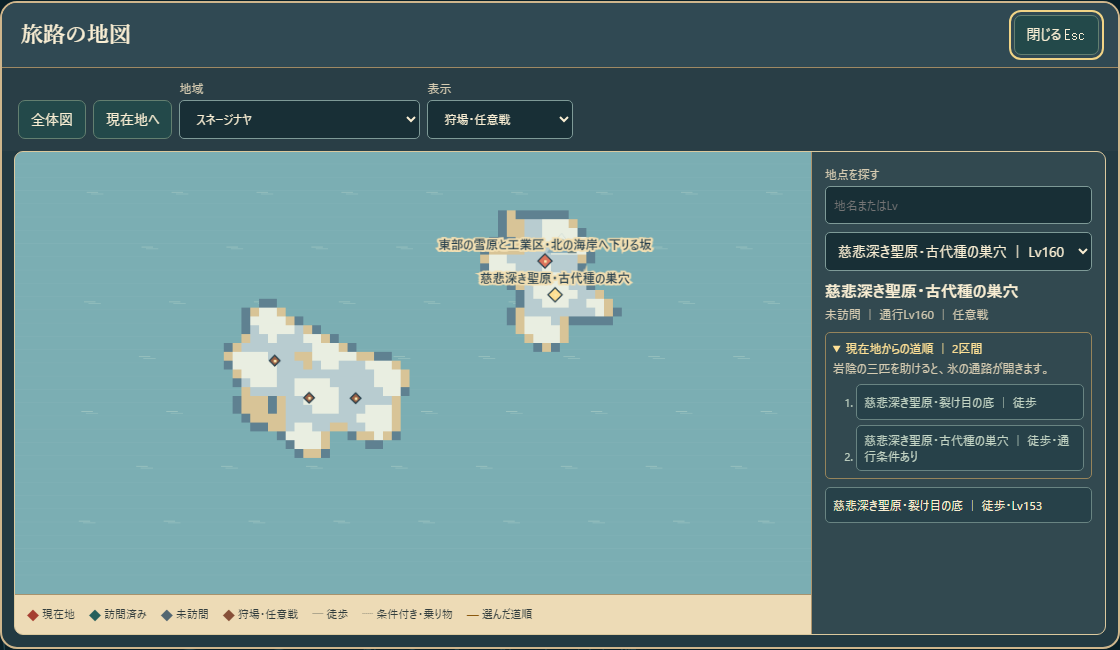 旅路の地図
閉じる Esc
地域
表示
全体図
現在地へ
スネージナヤ
狩場・任意戦
東部の雪原と工業区・北の海岸へ下りる坂
慈悲深き聖原・古代種の巣穴
現在地
訪問済み
未訪問
狩場・任意戦
徒歩
条件付き・乗り物
選んだ道順
地点を探す
地名またはLv
慈悲深き聖原・古代種の巣穴 | Lv160
慈悲深き聖原・古代種の巣穴
未訪問 | 通行Lv160 | 任意戦
▼ 現在地からの道順 | 2区間
岩陰の三匹を助けると、氷の通路が開きます。
1. 慈悲深き聖原・裂け目の底 | 徒歩
2. 慈悲深き聖原・古代種の巣穴 | 徒歩・通
行条件あり
慈悲深き聖原・裂け目の底 | 徒歩・Lv153